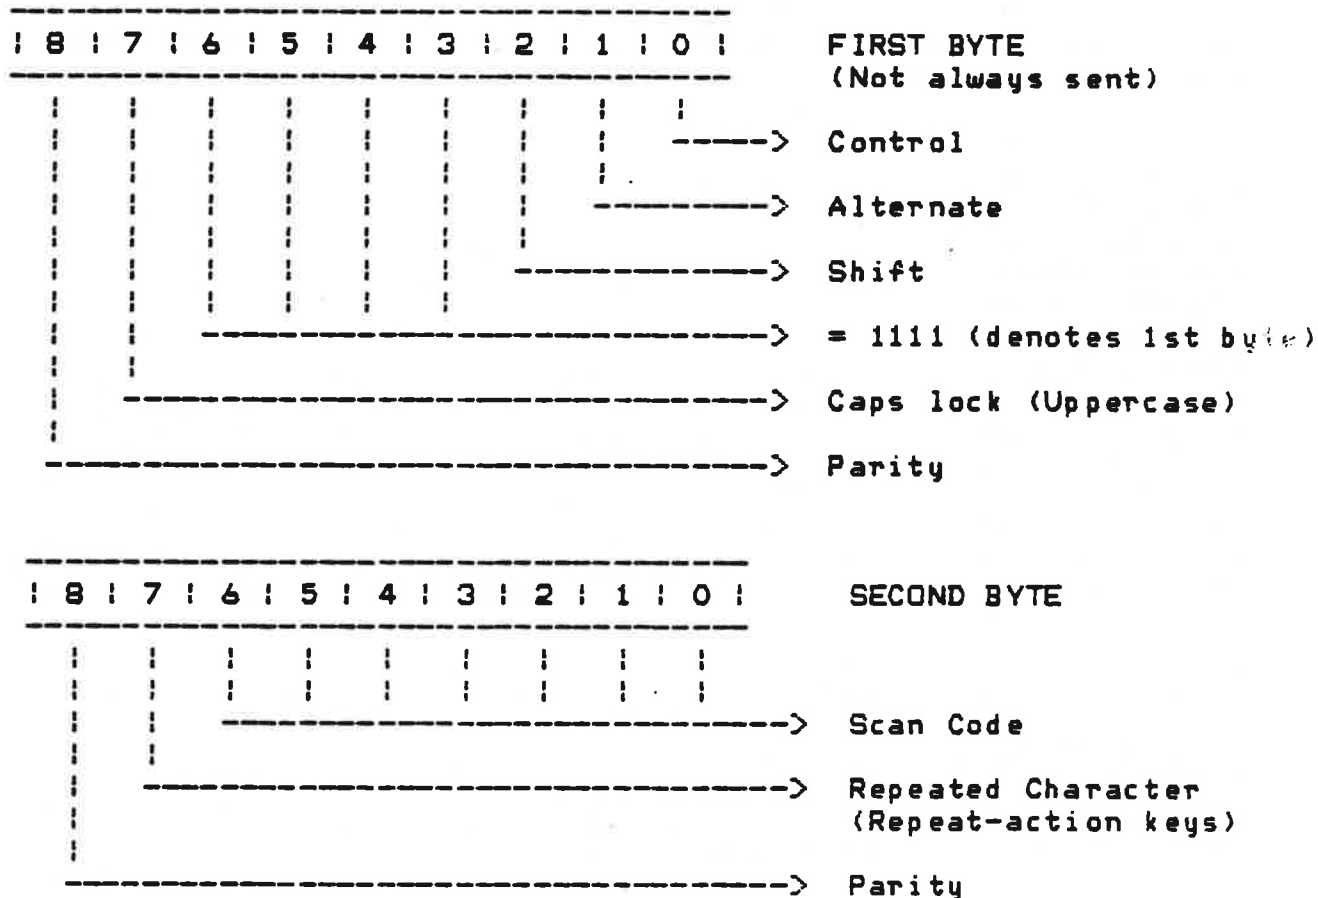 | 8 | 7 | 6 | 5 | 4 | 3 | 2 | 1 | 0 | FIRST BYTE
(Not always sent)
-----> Control
---------> Alternate
-------------> Shift
-----------------------------> = 1111 (denotes 1st byte)
---------------------------------> Caps lock (Uppercase)
-------------------------------------> Parity
| 8 | 7 | 6 | 5 | 4 | 3 | 2 | 1 | 0 | SECOND BYTE
-----------------------------> Scan Code
---------------------------------> Repeated Character
(Repeat-action keys)
-------------------------------------> Parity